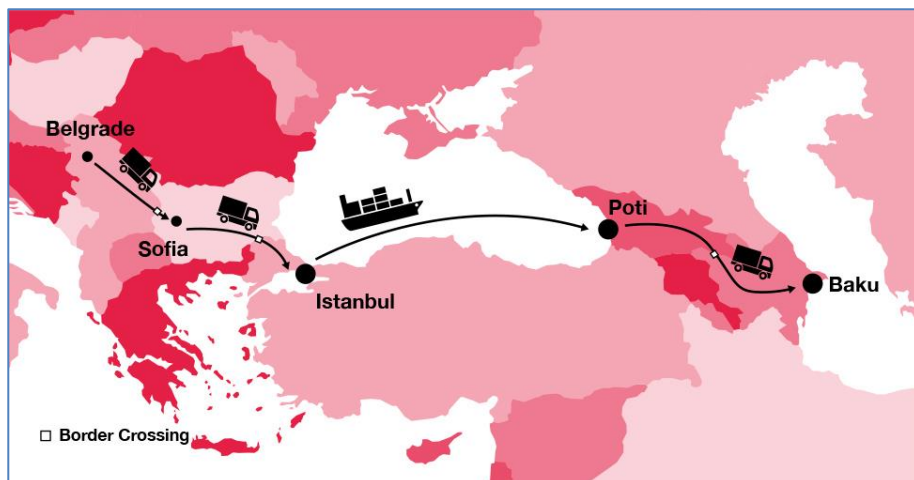 Belgrade
Sofia
Istanbul
Poti
Baku
Border Crossing